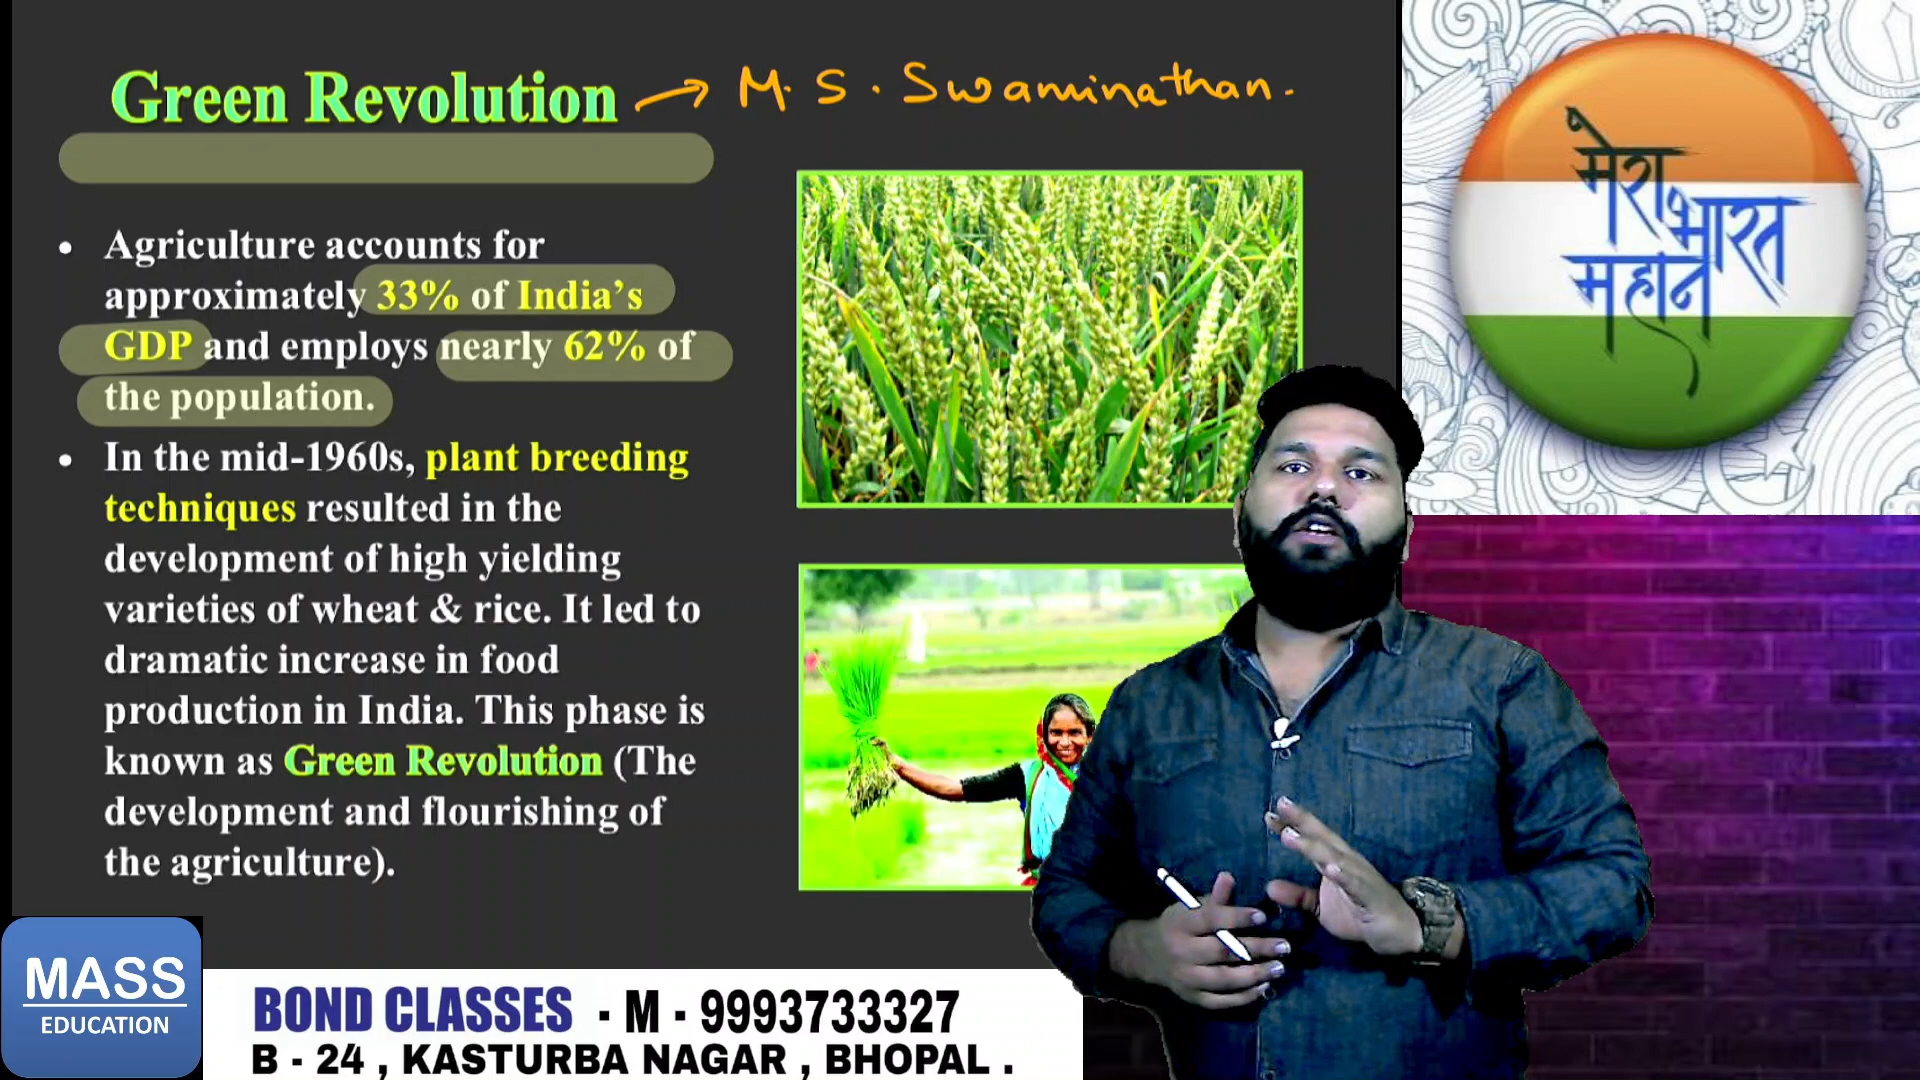 Green Revolution → M. S. Swaminathan.
• Agriculture accounts for
approximately 33% of India's
GDP and employs nearly 62% of
the population.
• In the mid-1960s, plant breeding
techniques resulted in the
development of high yielding
varieties of wheat & rice. It led to
dramatic increase in food
production in India. This phase is
known as Green Revolution (The
development and flourishing of
the agriculture).
मेरा
भारत
महान
MASS
EDUCATION
BOND CLASSES - M - 9993733327
B - 24 , KASTURBA NAGAR , BHOPAL .